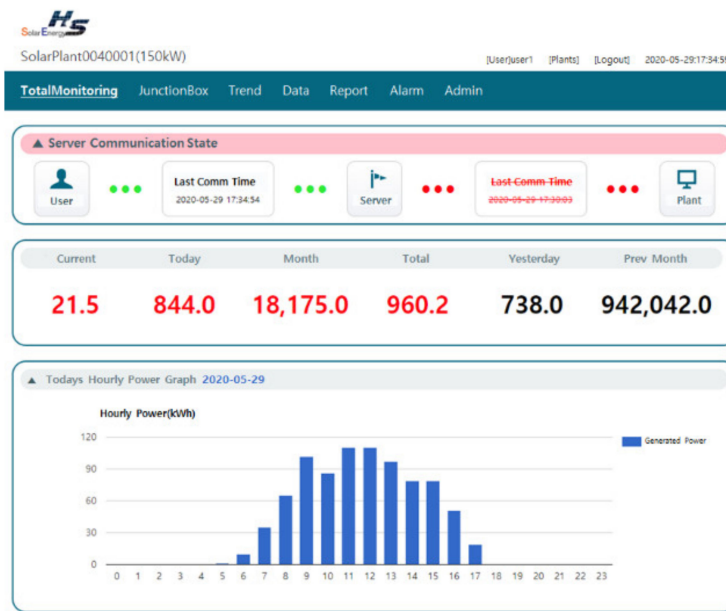 HS
Solar Energy
SolarPlant0040001(150kW)
[User]user1 [Plants] [Logout] 2020-05-29:17:34:59
TotalMonitoring JunctionBox Trend Data Report Alarm Admin
▲ Server Communication State
User
Last Comm Time
2020-05-29 17:34:54
Server
Last Comm Time
2020-05-29 17:30:03
Plant
Current Today Month Total Yesterday Prev Month
21.5 844.0 18,175.0 960.2 738.0 942,042.0
▲ Todays Hourly Power Graph 2020-05-29
Hourly Power(kWh)
Generated Power
120
90
60
30
0
0 1 2 3 4 5 6 7 8 9 10 11 12 13 14 15 16 17 18 19 20 21 22 23